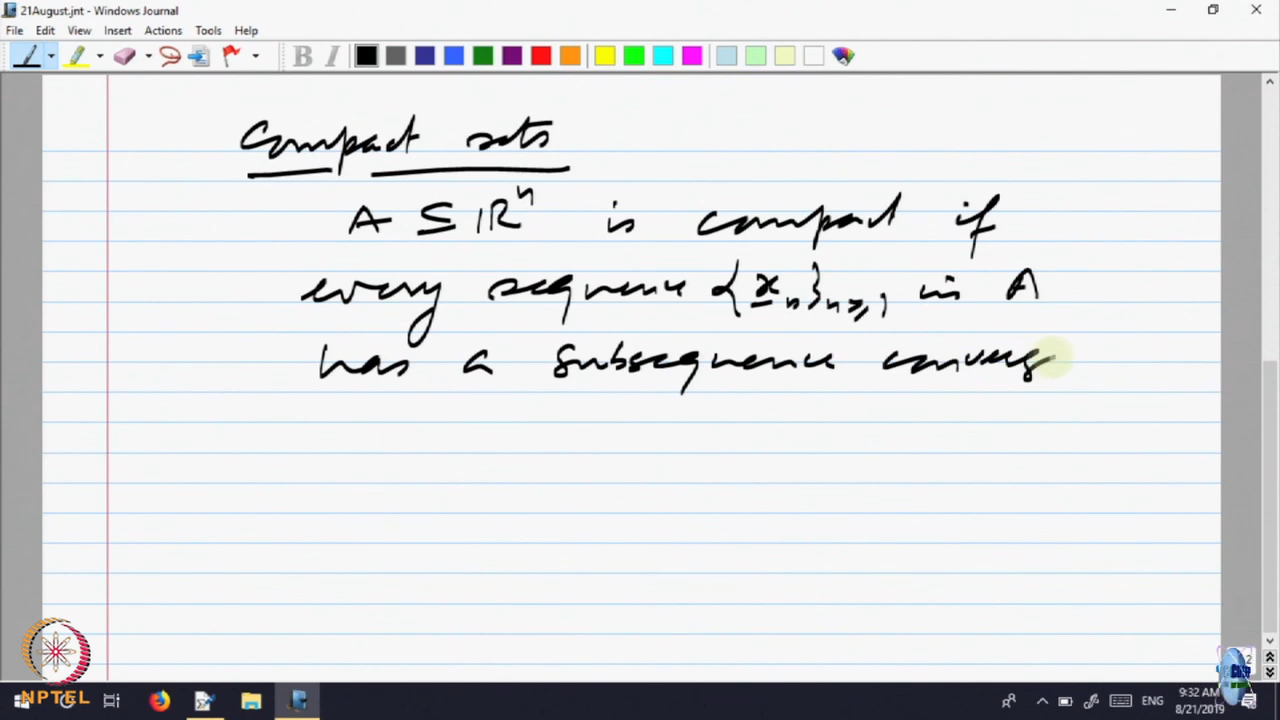 21August.jnt - Windows Journal
File Edit View Insert Actions Tools Help
B I
Compact sets
A ⊆ ℝⁿ is compact if
every sequence {x̲ₙ}ₙ≥₁ in A
has a subsequence converg
NPTEL
2
ENG
9:32 AM
8/21/2019